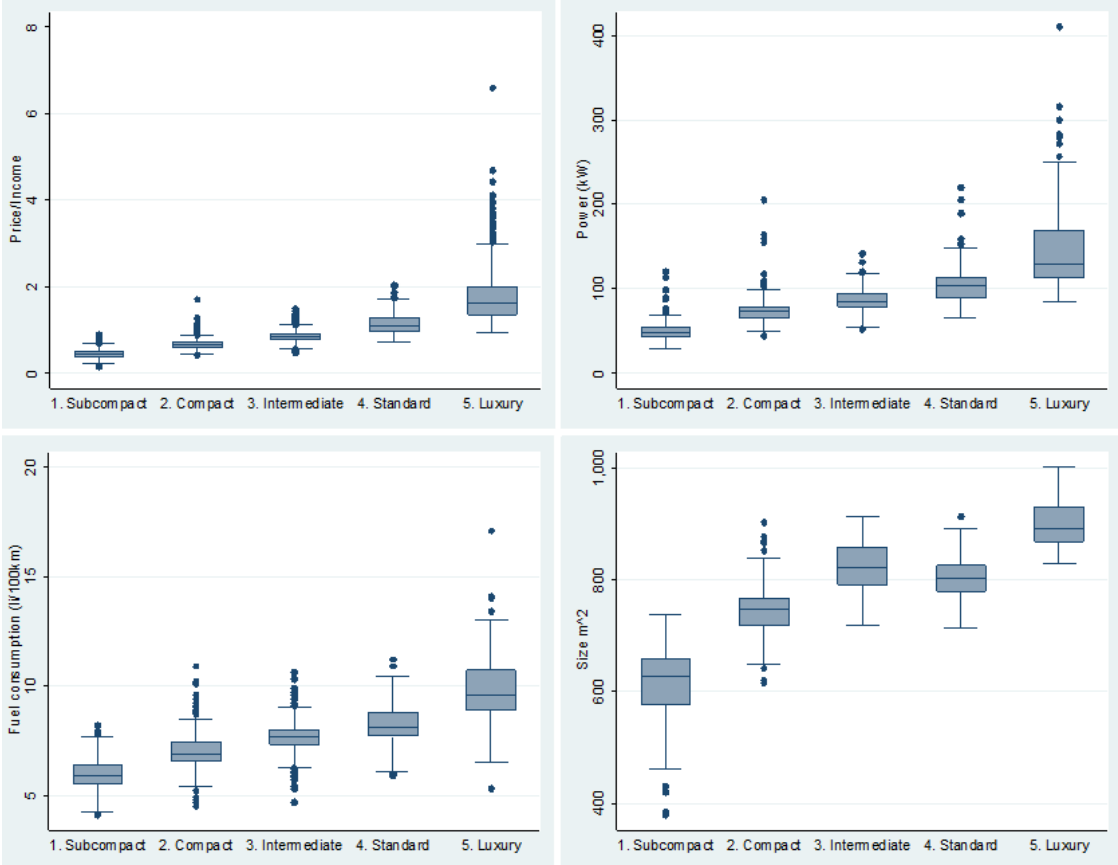 Price/Income
8
6
4
2
0
1. Subcompact 2. Compact 3. Intermediate 4. Standard 5. Luxury
Power (kW)
400
300
200
100
0
1. Subcompact 2. Compact 3. Intermediate 4. Standard 5. Luxury
Fuel consumption (li/100km)
20
15
10
5
1. Subcompact 2. Compact 3. Intermediate 4. Standard 5. Luxury
Size m^2
1,000
800
600
400
1. Subcompact 2. Compact 3. Intermediate 4. Standard 5. Luxury